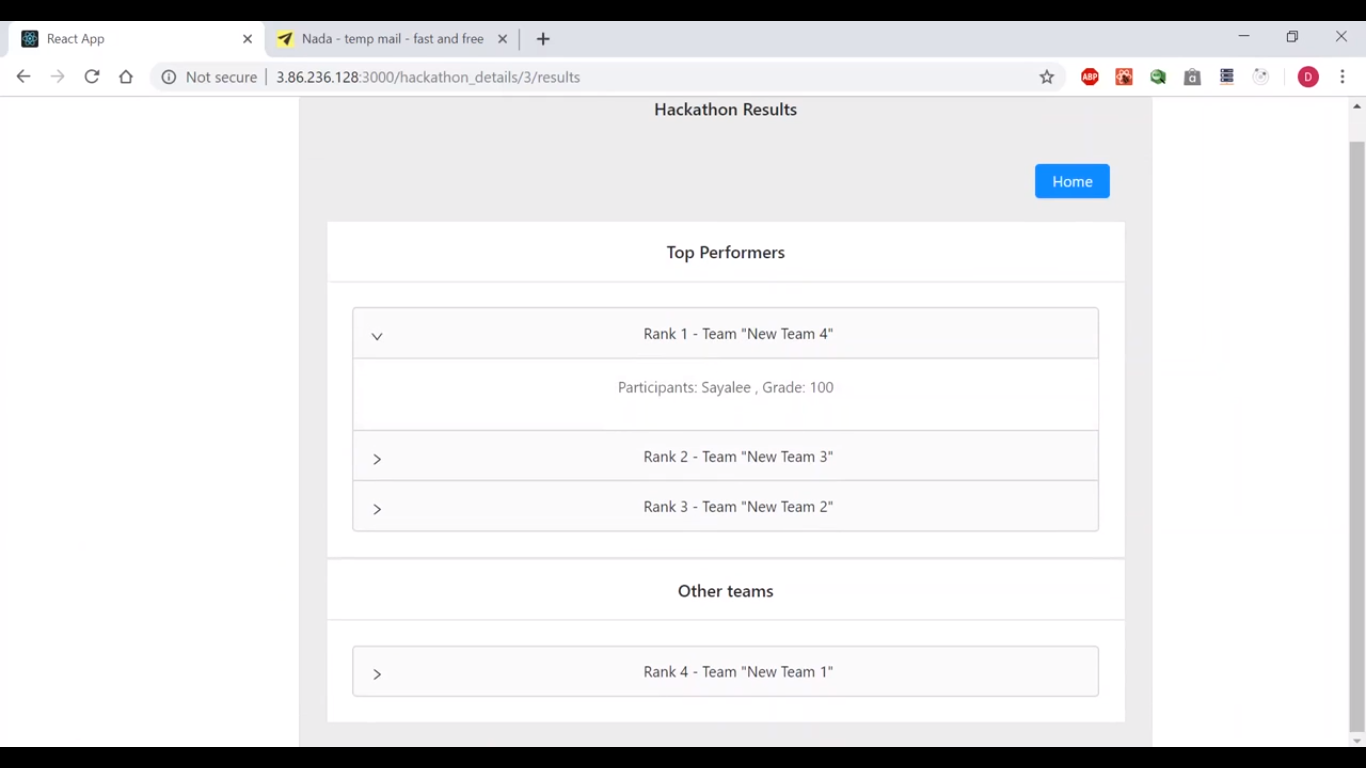 React App
Nada - temp mail - fast and free
Not secure
3.86.236.128:3000/hackathon_details/3/results
ABP
D
Hackathon Results
Home
Top Performers
Rank 1 - Team "New Team 4"
Participants: Sayalee , Grade: 100
Rank 2 - Team "New Team 3"
Rank 3 - Team "New Team 2"
Other teams
Rank 4 - Team "New Team 1"